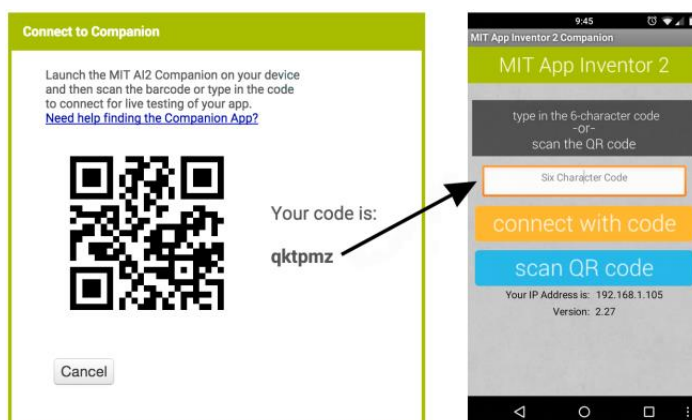 Connect to Companion
Launch the MIT AI2 Companion on your device
and then scan the barcode or type in the code
to connect for live testing of your app.
Need help finding the Companion App?
Your code is:
qktpmz
Cancel
9:45
MIT App Inventor 2 Companion
MIT App Inventor 2
type in the 6-character code
-or-
scan the QR code
Six Character Code
connect with code
scan QR code
Your IP Address is: 192.168.1.105
Version: 2.27